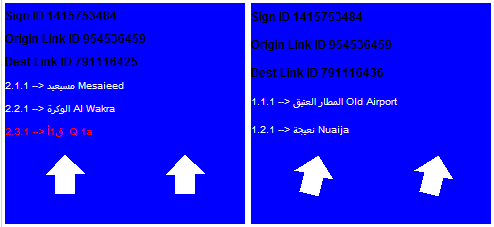 Sign ID 1415753484
Origin Link ID 954536459
Dest Link ID 791116425
2.1.1 --> مسيعيد Mesaieed
2.2.1 --> الوكرة Al Wakra
2.3.1 --> ق1أ Q 1a
Sign ID 1415753484
Origin Link ID 954536459
Dest Link ID 791116436
1.1.1 --> المطار العتيق Old Airport
1.2.1 --> نعيجة Nuaija